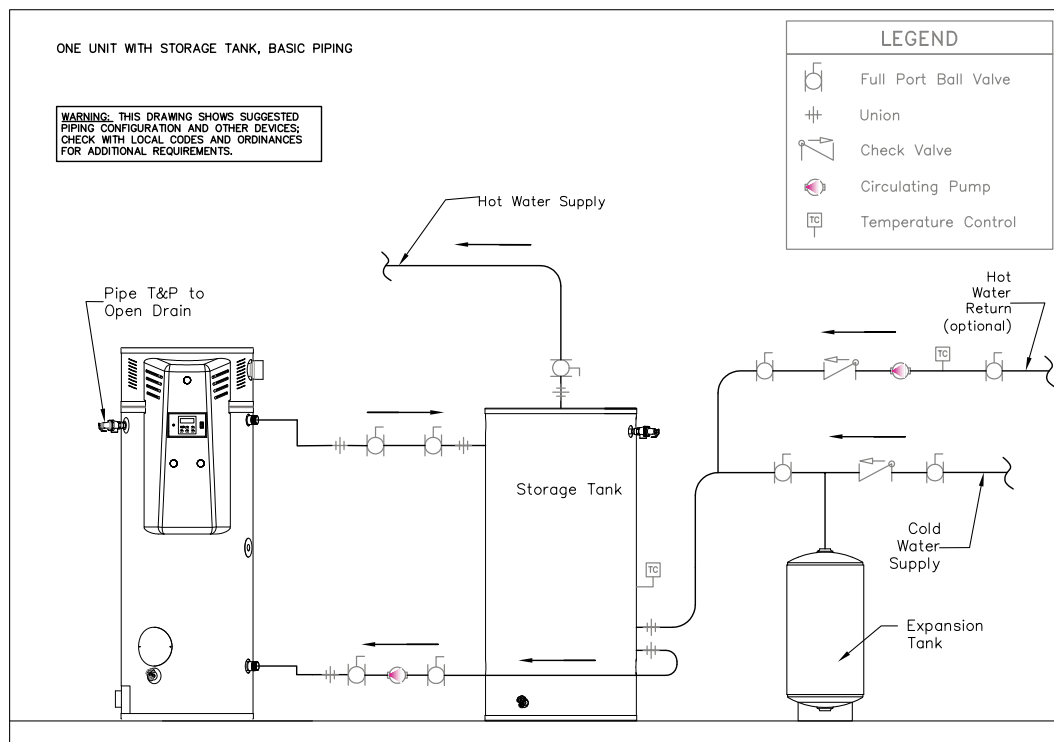 ONE UNIT WITH STORAGE TANK, BASIC PIPING
WARNING: THIS DRAWING SHOWS SUGGESTED
PIPING CONFIGURATION AND OTHER DEVICES;
CHECK WITH LOCAL CODES AND ORDINANCES
FOR ADDITIONAL REQUIREMENTS.
LEGEND
Full Port Ball Valve
Union
Check Valve
Circulating Pump
TC
Temperature Control
Hot Water Supply
Pipe T&P to
Open Drain
Hot
Water
Return
(optional)
TC
Storage Tank
Cold
Water
Supply
TC
Expansion
Tank